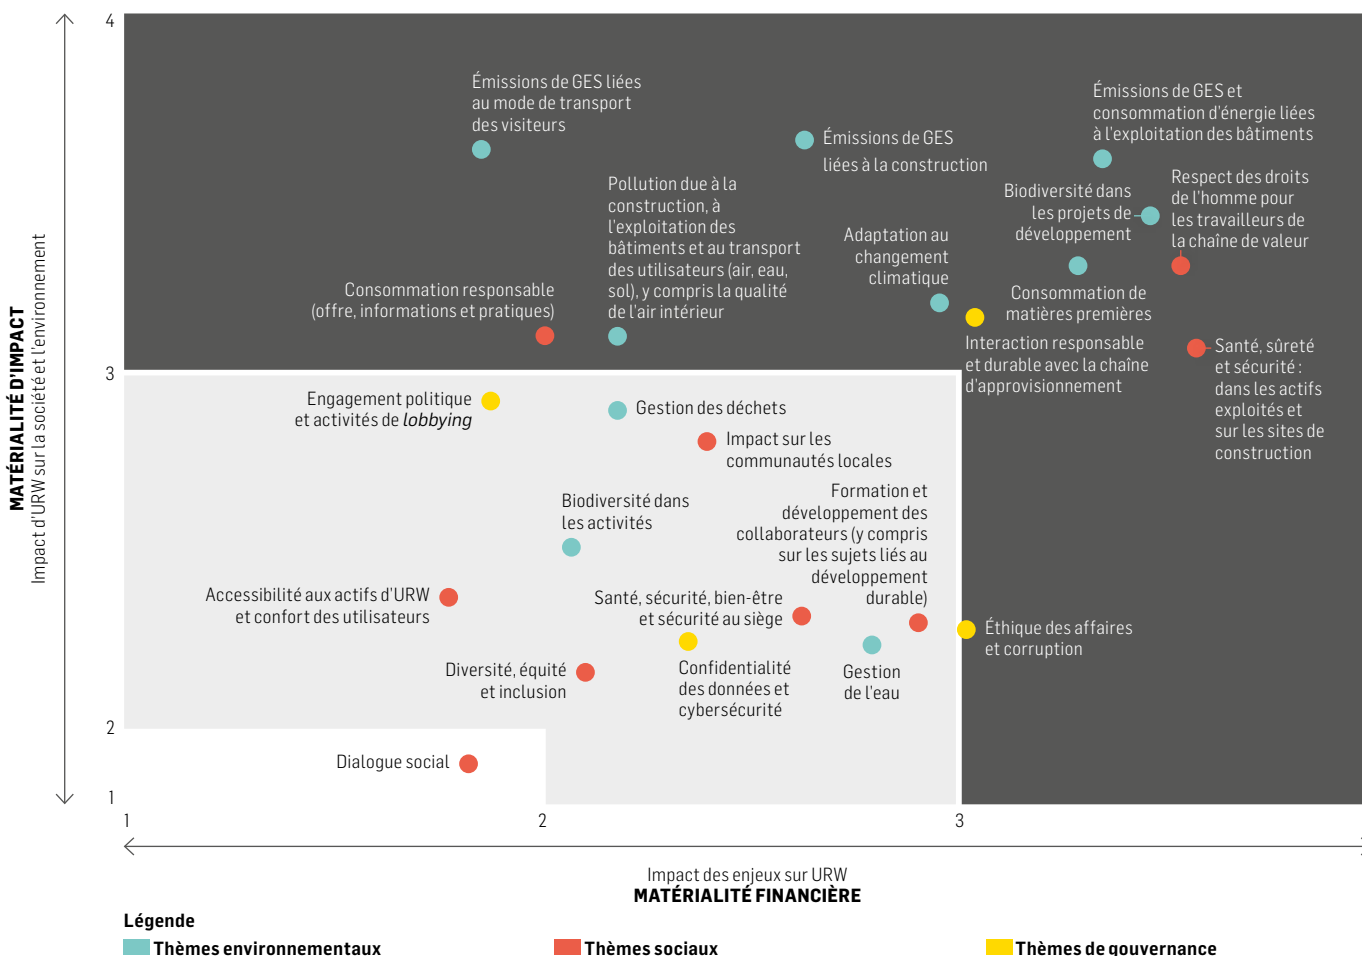 4
Émissions de GES liées
au mode de transport
des visiteurs
Émissions de GES
liées à la construction
Émissions de GES et
consommation d'énergie liées
à l'exploitation des bâtiments
Pollution due à la
construction, à
l'exploitation des
bâtiments et au transport
des utilisateurs (air, eau,
sol), y compris la qualité
de l'air intérieur
Biodiversité dans
les projets de
développement
Respect des droits
de l'homme pour
les travailleurs de
la chaîne de valeur
Adaptation au
changement
climatique
Consommation responsable
(offre, informations et pratiques)
Consommation de
matières premières
Interaction responsable
et durable avec la chaîne
d'approvisionnement
Santé, sûreté
et sécurité :
dans les actifs
exploités et
sur les sites de
construction
MATÉRIALITÉ D'IMPACT
Impact d'URW sur la société et l'environnement
3
Engagement politique
et activités de lobbying
Gestion des déchets
Impact sur les
communautés locales
Biodiversité dans
les activités
Formation et
développement des
collaborateurs (y compris
sur les sujets liés au
développement
durable)
Accessibilité aux actifs d'URW
et confort des utilisateurs
Santé, sécurité, bien-être
et sécurité au siège
Éthique des affaires
et corruption
Diversité, équité
et inclusion
Confidentialité
des données et
cybersécurité
Gestion
de l'eau
2
Dialogue social
1
1
2
3
Impact des enjeux sur URW
MATÉRIALITÉ FINANCIÈRE
Légende
Thèmes environnementaux
Thèmes sociaux
Thèmes de gouvernance